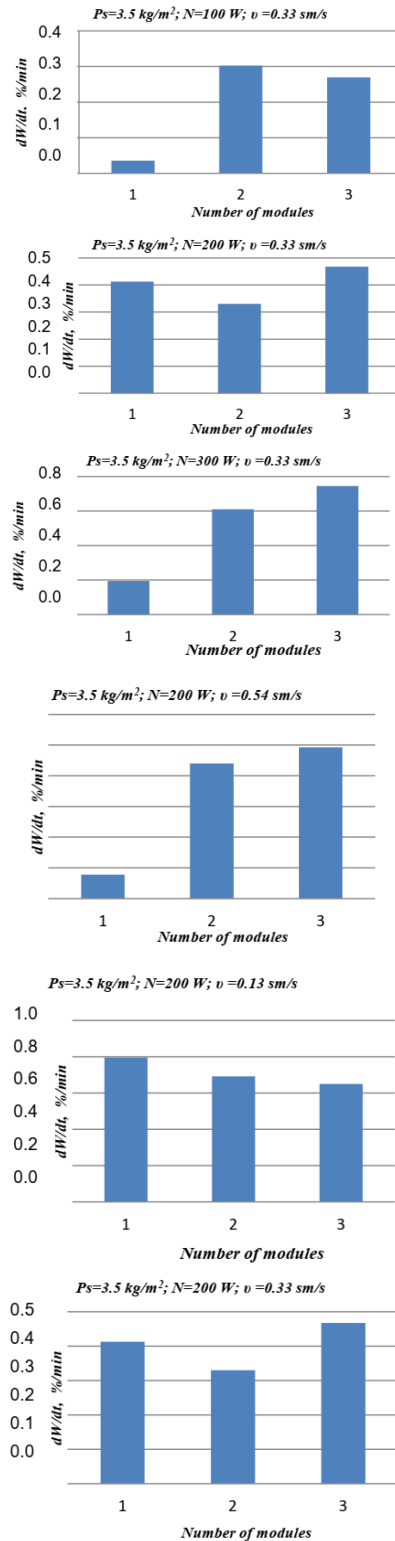 Ps=3.5 kg/m²; N=100 W; υ =0.33 sm/s
0.4
0.3
0.2
0.1
0.0
dW/dt, %/min
1 2 3
Number of modules
Ps=3.5 kg/m²; N=200 W; υ =0.33 sm/s
0.5
0.4
0.3
0.2
0.1
0.0
dW/dt, %/min
1 2 3
Number of modules
Ps=3.5 kg/m²; N=300 W; υ=0.33 sm/s
0.8
0.6
0.4
0.2
0.0
dW/dt, %/min
1 2 3
Number of modules
Ps=3.5 kg/m²; N=200 W; υ =0.54 sm/s
dW/dt, %/min
1 2 3
Number of modules
Ps=3.5 kg/m²; N=200 W; υ =0.13 sm/s
1.0
0.8
0.6
0.4
0.2
0.0
dW/dt, %/min
1 2 3
Number of modules
Ps=3.5 kg/m²; N=200 W; υ =0.33 sm/s
0.5
0.4
0.3
0.2
0.1
0.0
dW/dt, %/min
1 2 3
Number of modules